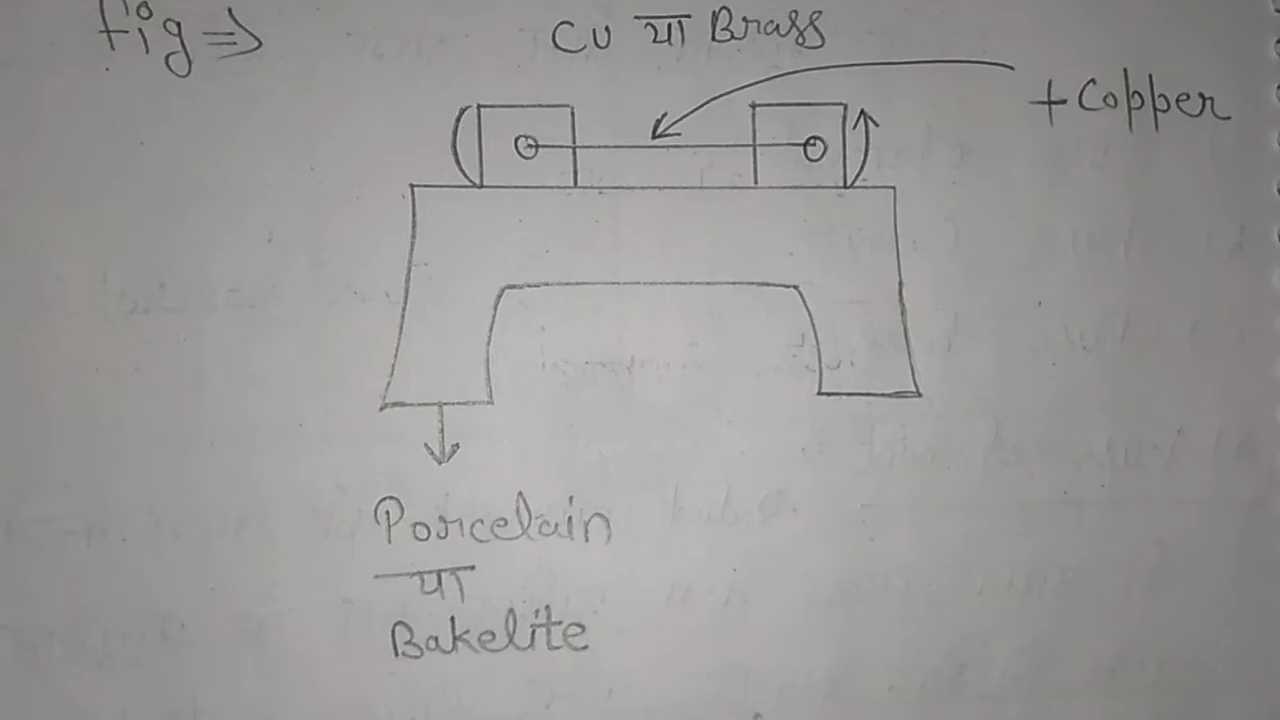 fig ⇒
Cu या Brass
+ Copper
Porcelain
या
Bakelite